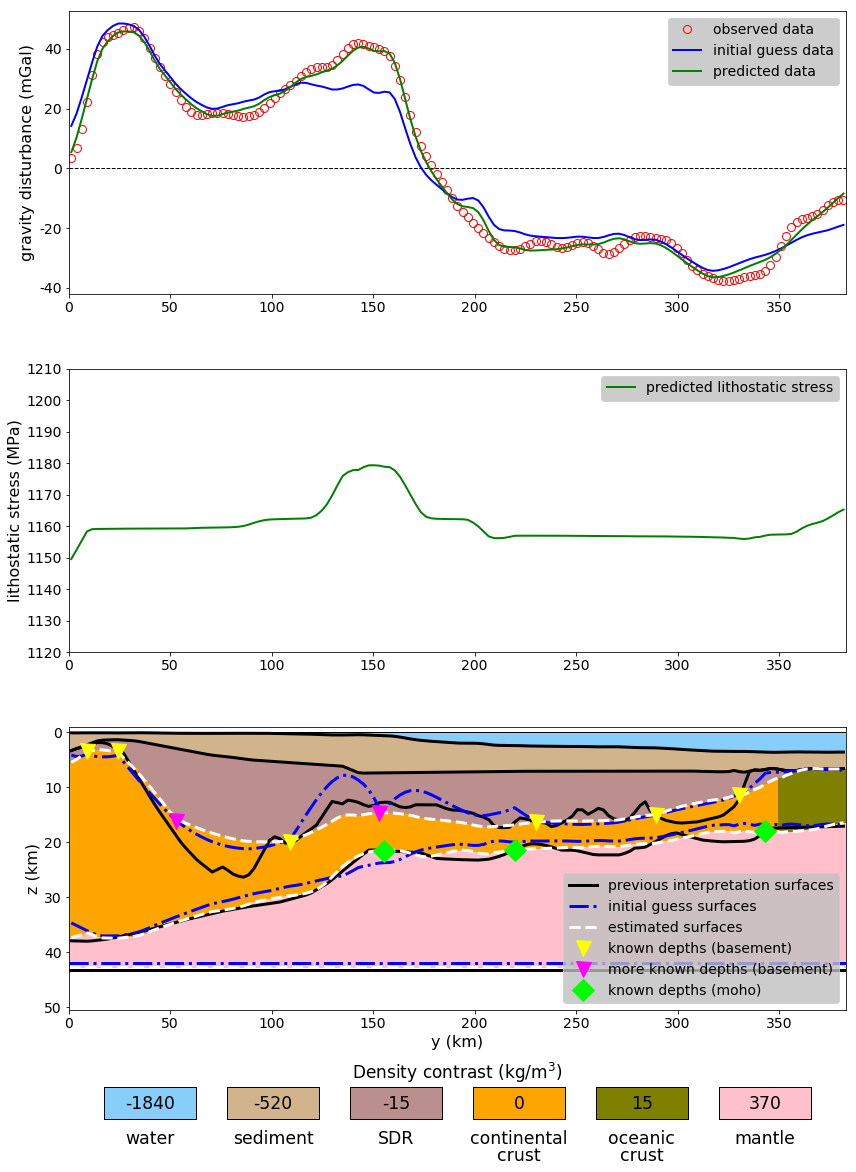 observed data
initial guess data
predicted data
gravity disturbance (mGal)
40
20
0
-20
-40
0 50 100 150 200 250 300 350
predicted lithostatic stress
lithostatic stress (MPa)
1210
1200
1190
1180
1170
1160
1150
1140
1130
1120
0 50 100 150 200 250 300 350
z (km)
0
10
20
30
40
50
previous interpretation surfaces
initial guess surfaces
estimated surfaces
known depths (basement)
more known depths (basement)
known depths (moho)
0 50 100 150 200 250 300 350
y (km)
Density contrast (kg/m³)
-1840 -520 -15 0 15 370
water sediment SDR continental oceanic mantle
crust crust